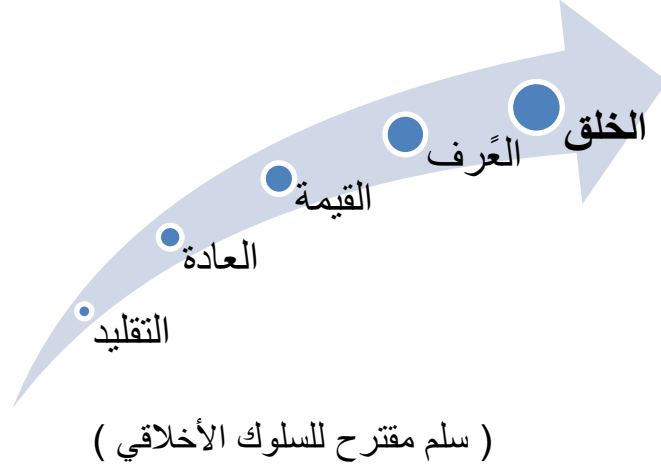 الخلق
العًرف
القيمة
العادة
التقليد
( سلم مقترح للسلوك الأخلاقي )